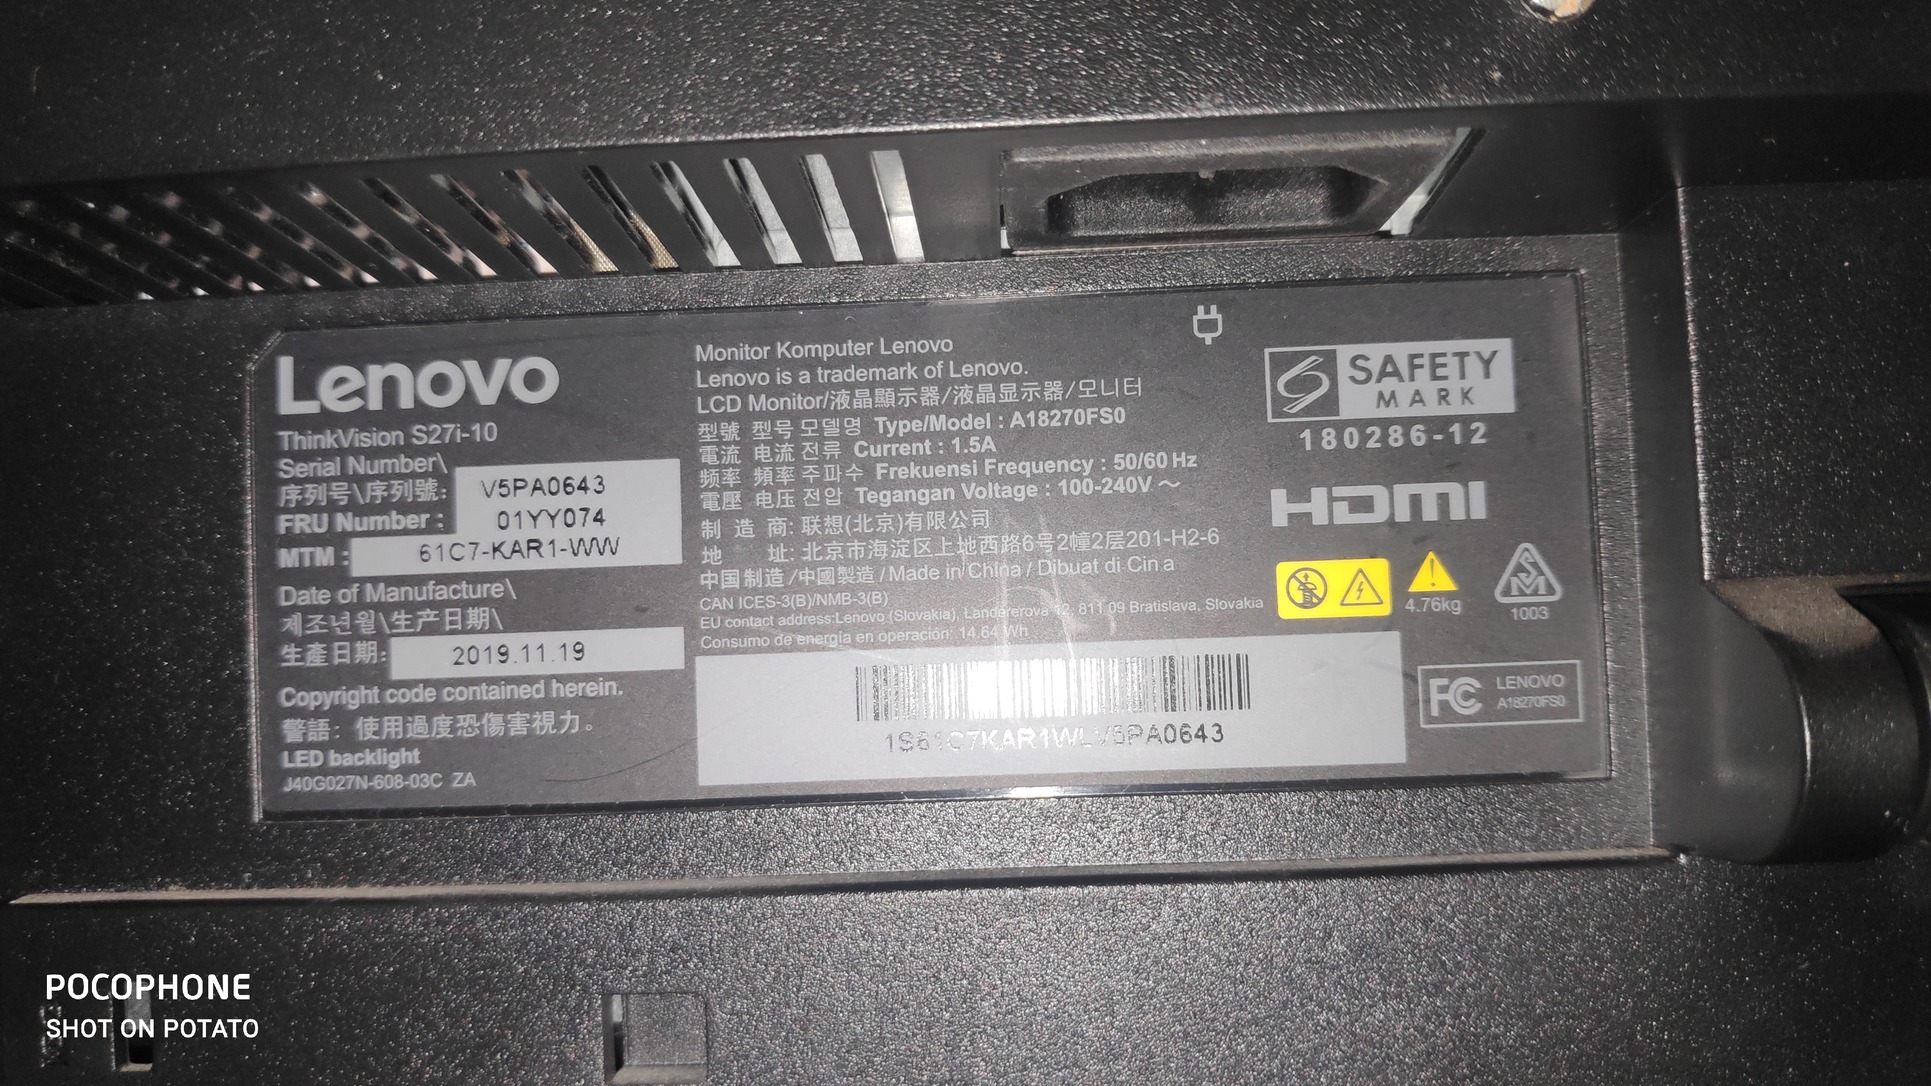 Lenovo
ThinkVision S27i-10
Serial Number\
序列号\序列號: V5PA0643
FRU Number : 01YY074
MTM : 61C7-KAR1-WW
Date of Manufacture\
제조년월\生产日期\
生產日期: 2019.11.19
Copyright code contained herein.
警語: 使用過度恐傷害視力。
LED backlight
J40G027N-608-03C ZA
Monitor Komputer Lenovo
Lenovo is a trademark of Lenovo.
LCD Monitor/液晶顯示器/液晶显示器/모니터
型號 型号 모델명 Type/Model : A18270FS0
電流 电流 전류 Current : 1.5A
频率 頻率 주파수 Frekuensi Frequency : 50/60 Hz
電壓 电压 전압 Tegangan Voltage : 100-240V ～
制 造 商: 联想(北京)有限公司
地 址: 北京市海淀区上地西路6号2幢2层201-H2-6
中国制造/中國製造/Made in China / Dibuat di Cin a
CAN ICES-3(B)/NMB-3(B)
EU contact address:Lenovo (Slovakia), Landererova 12, 811 09 Bratislava, Slovakia
Consumo de energía en operación: 14.64 Wh
1S61C7KAR1WLV5PA0643
SAFETY
MARK
180286-12
HDMI
4.76kg
1003
FC LENOVO
A18270FS0
POCOPHONE
SHOT ON POTATO